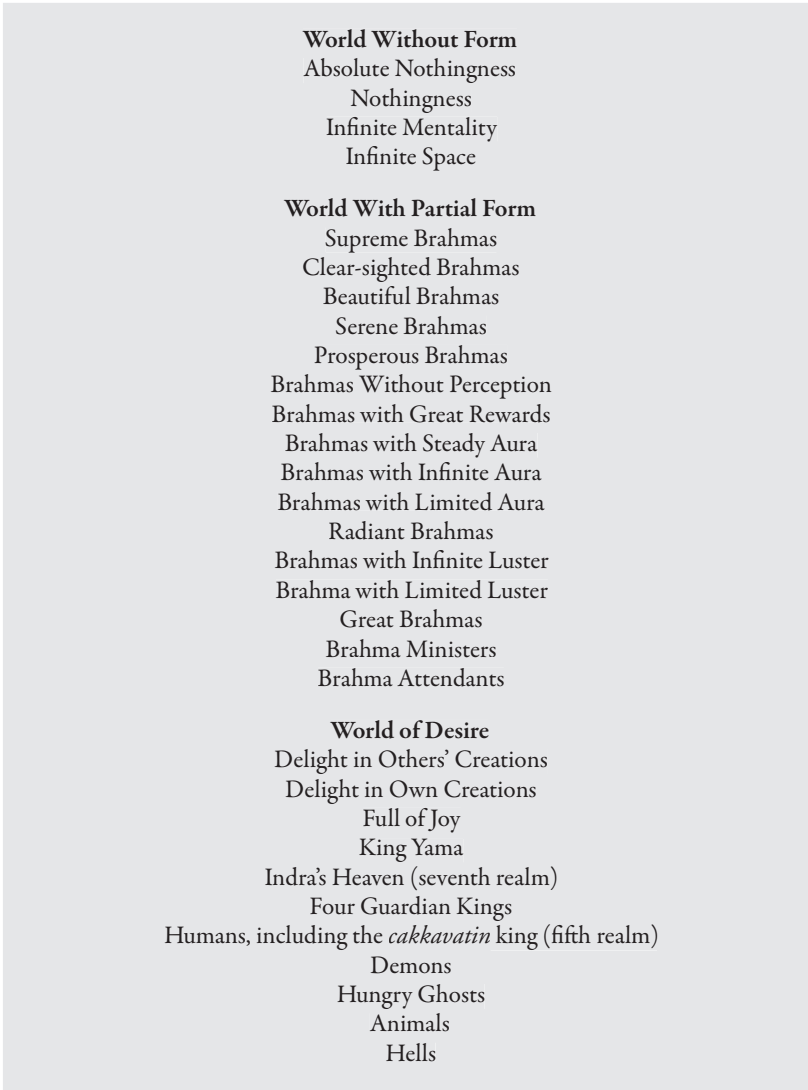 World Without Form
Absolute Nothingness
Nothingness
Infinite Mentality
Infinite Space
World With Partial Form
Supreme Brahmas
Clear-sighted Brahmas
Beautiful Brahmas
Serene Brahmas
Prosperous Brahmas
Brahmas Without Perception
Brahmas with Great Rewards
Brahmas with Steady Aura
Brahmas with Infinite Aura
Brahmas with Limited Aura
Radiant Brahmas
Brahmas with Infinite Luster
Brahma with Limited Luster
Great Brahmas
Brahma Ministers
Brahma Attendants
World of Desire
Delight in Others’ Creations
Delight in Own Creations
Full of Joy
King Yama
Indra’s Heaven (seventh realm)
Four Guardian Kings
Humans, including the cakkavatin king (fifth realm)
Demons
Hungry Ghosts
Animals
Hells